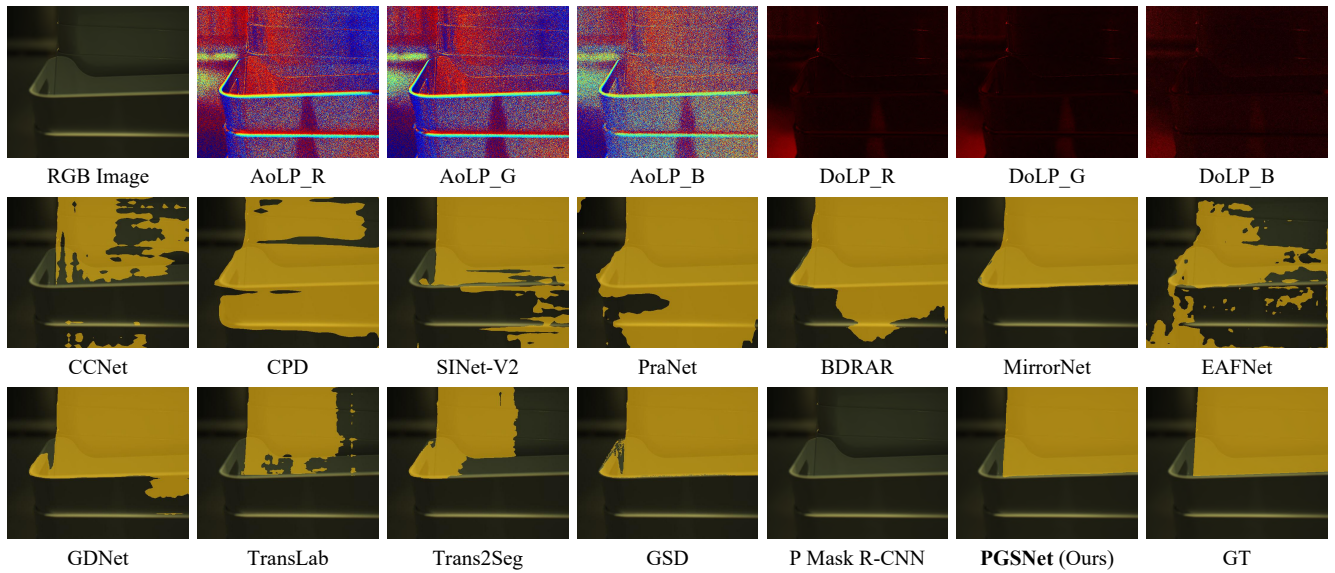 RGB Image AoLP_R AoLP_G AoLP_B DoLP_R DoLP_G DoLP_B
CCNet CPD SINet-V2 PraNet BDRAR MirrorNet EAFNet
GDNet TransLab Trans2Seg GSD P Mask R-CNN PGSNet (Ours) GT